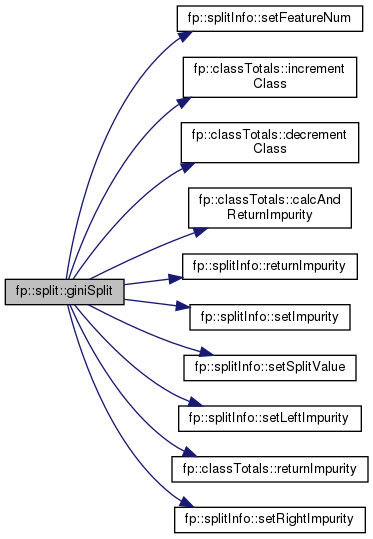 fp::splitInfo::setFeatureNum
fp::classTotals::increment
Class
fp::classTotals::decrement
Class
fp::classTotals::calcAnd
ReturnImpurity
fp::splitInfo::returnImpurity
fp::split::giniSplit
fp::splitInfo::setImpurity
fp::splitInfo::setSplitValue
fp::splitInfo::setLeftImpurity
fp::classTotals::returnImpurity
fp::splitInfo::setRightImpurity